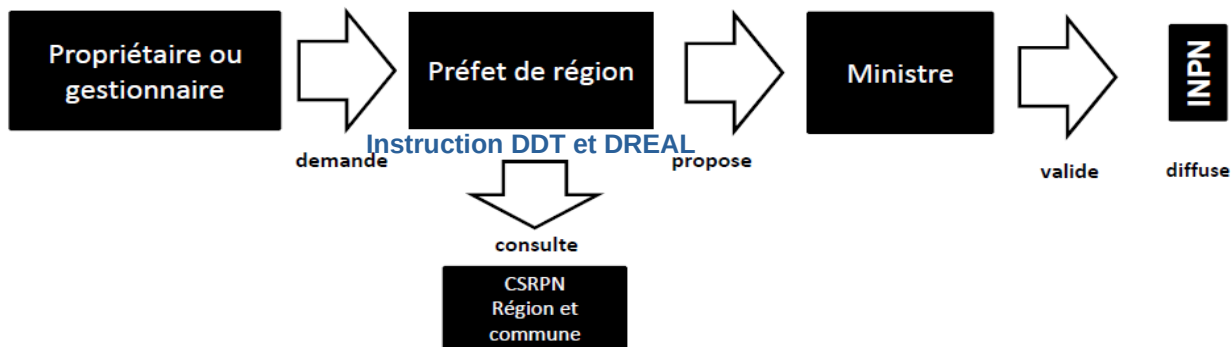 Propriétaire ou
gestionnaire
demande
Préfet de région
Instruction DDT et DREAL
consulte
CSRPN
Région et
commune
propose
Ministre
valide
INPN
diffuse